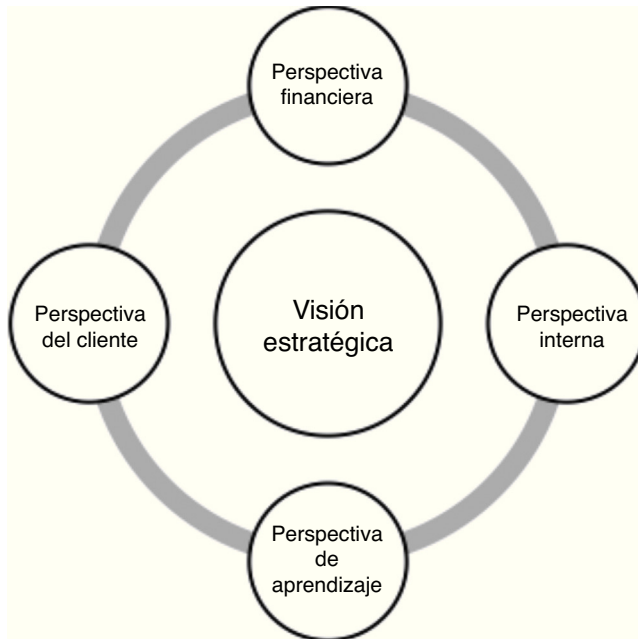 Perspectiva
financiera
Perspectiva
del cliente
Visión
estratégica
Perspectiva
interna
Perspectiva
de
aprendizaje